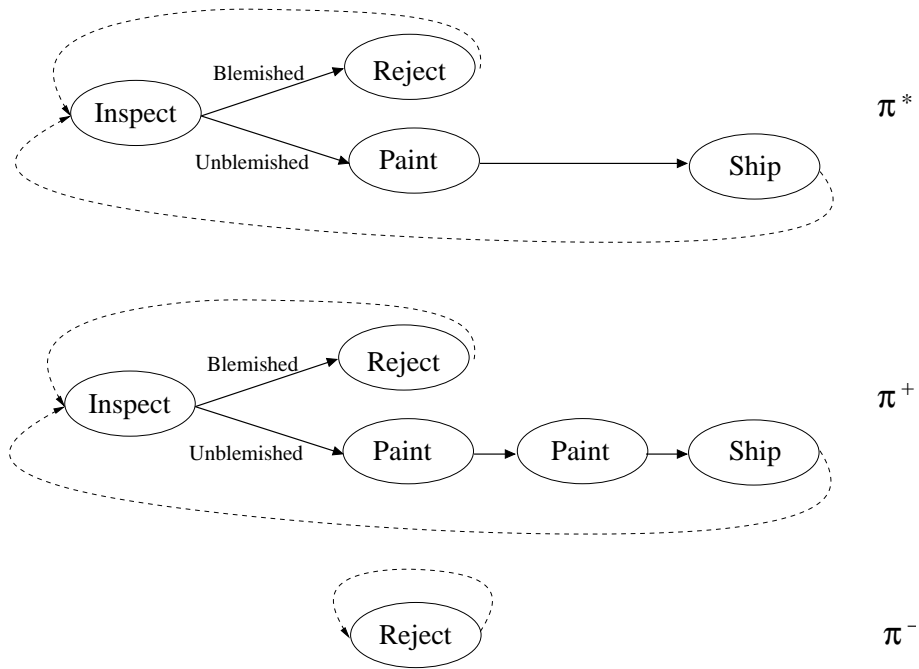 Reject
Blemished
Inspect
π*
Unblemished
Paint
Ship
Reject
Blemished
Inspect
π+
Unblemished
Paint
Paint
Ship
Reject
π−